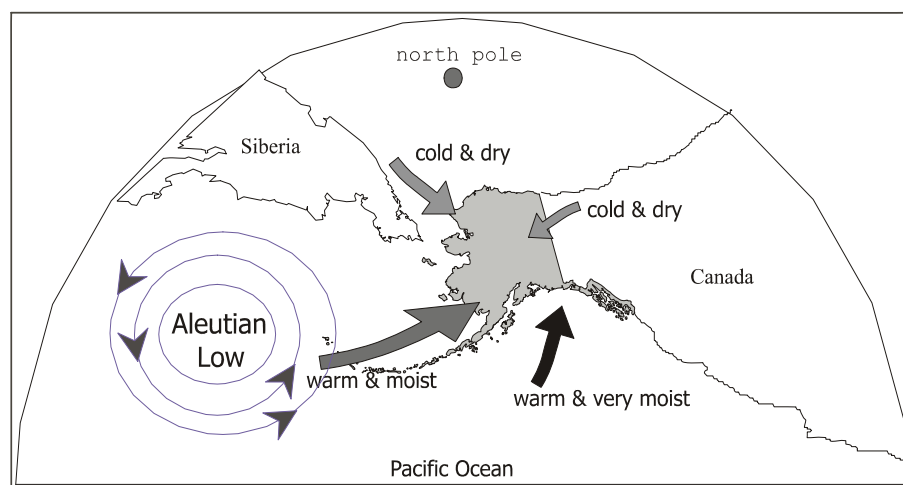 north pole
Siberia
cold & dry
cold & dry
Canada
Aleutian
Low
warm & moist
warm & very moist
Pacific Ocean